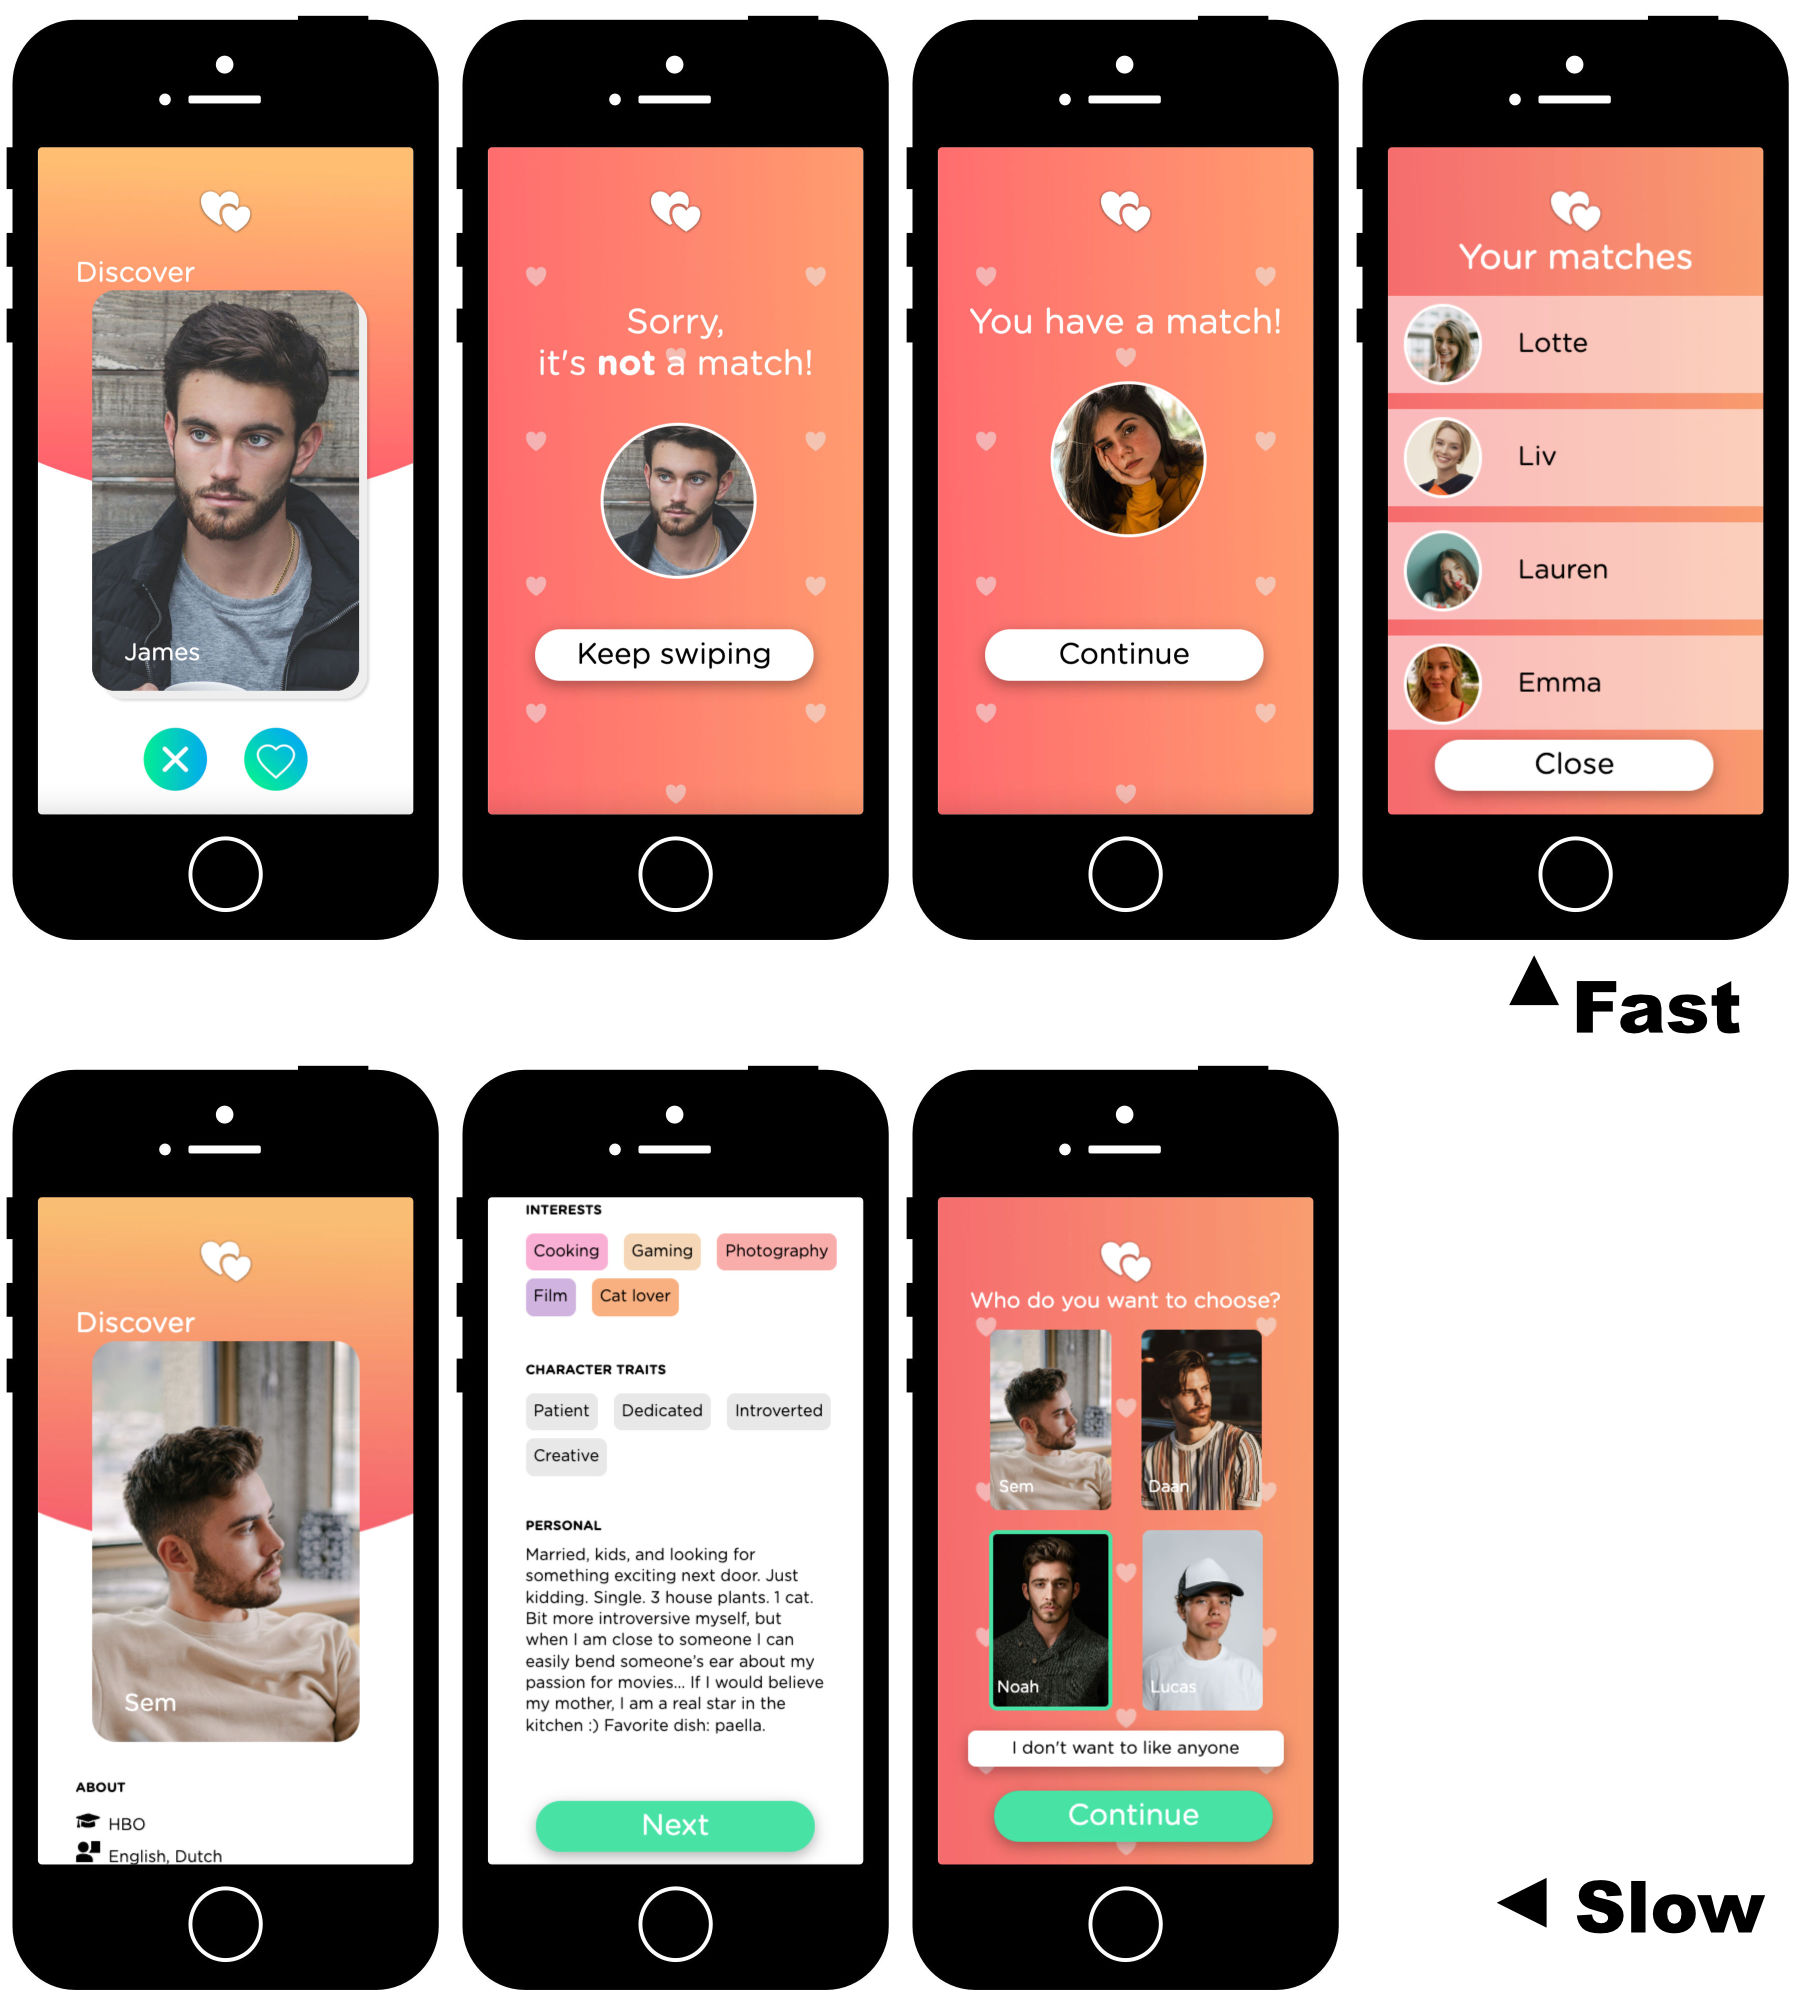 Discover
James
Sorry,
it's not a match!
Keep swiping
You have a match!
Continue
Your matches
Lotte
Liv
Lauren
Emma
Close
Fast
Discover
Sem
ABOUT
HBO
English, Dutch
INTERESTS
Cooking Gaming Photography
Film Cat lover
CHARACTER TRAITS
Patient Dedicated Introverted
Creative
PERSONAL
Married, kids, and looking for
something exciting next door. Just
kidding. Single. 3 house plants. 1 cat.
Bit more introversive myself, but
when I am close to someone I can
easily bend someone's ear about my
passion for movies... If I would believe
my mother, I am a real star in the
kitchen :) Favorite dish: paella.
Next
Who do you want to choose?
Sem Daan
Noah Lucas
I don't want to like anyone
Continue
Slow